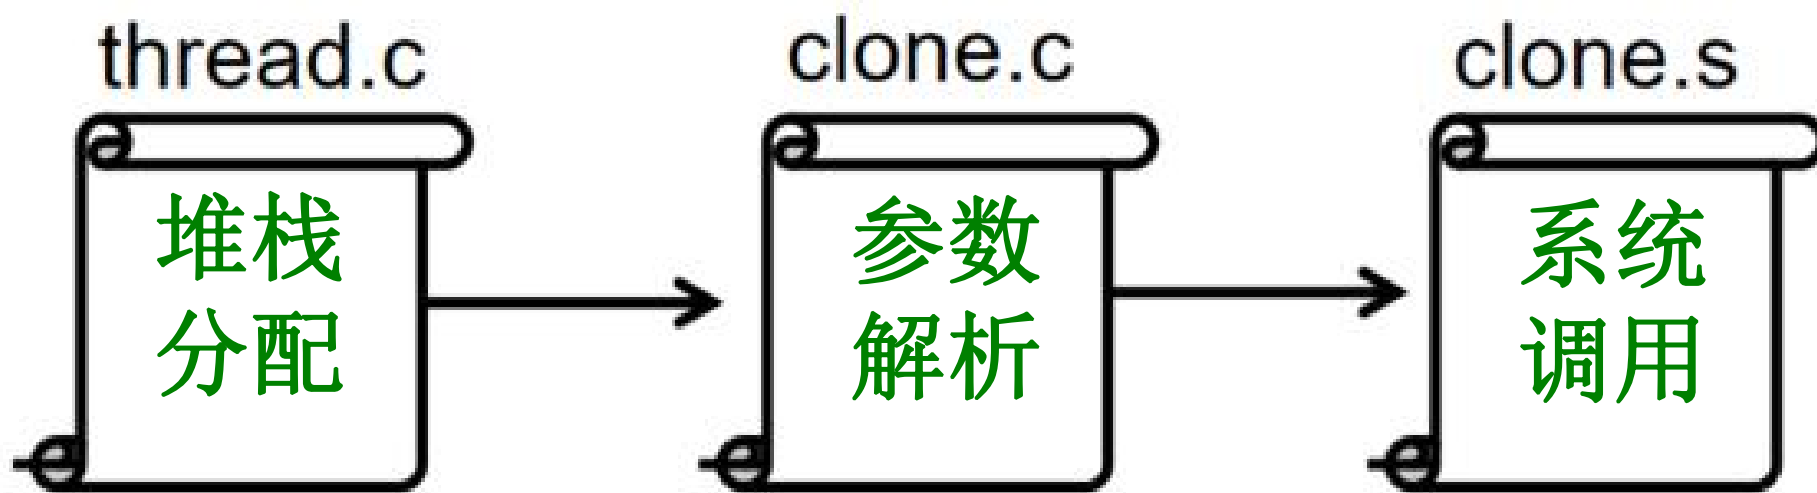 thread.c
堆栈
分配
clone.c
参数
解析
clone.s
系统
调用